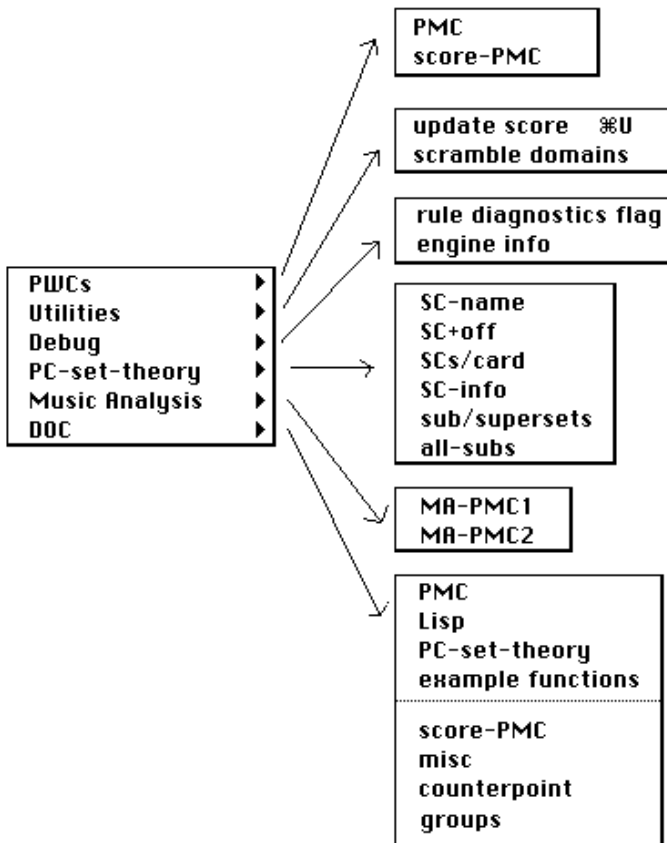 PMC
score-PMC
update score ⌘U
scramble domains
rule diagnostics flag
engine info
PWCs
Utilities
Debug
PC-set-theory
Music Analysis
DOC
SC-name
SC+off
SCs/card
SC-info
sub/supersets
all-subs
MA-PMC1
MA-PMC2
PMC
Lisp
PC-set-theory
example functions
score-PMC
misc
counterpoint
groups